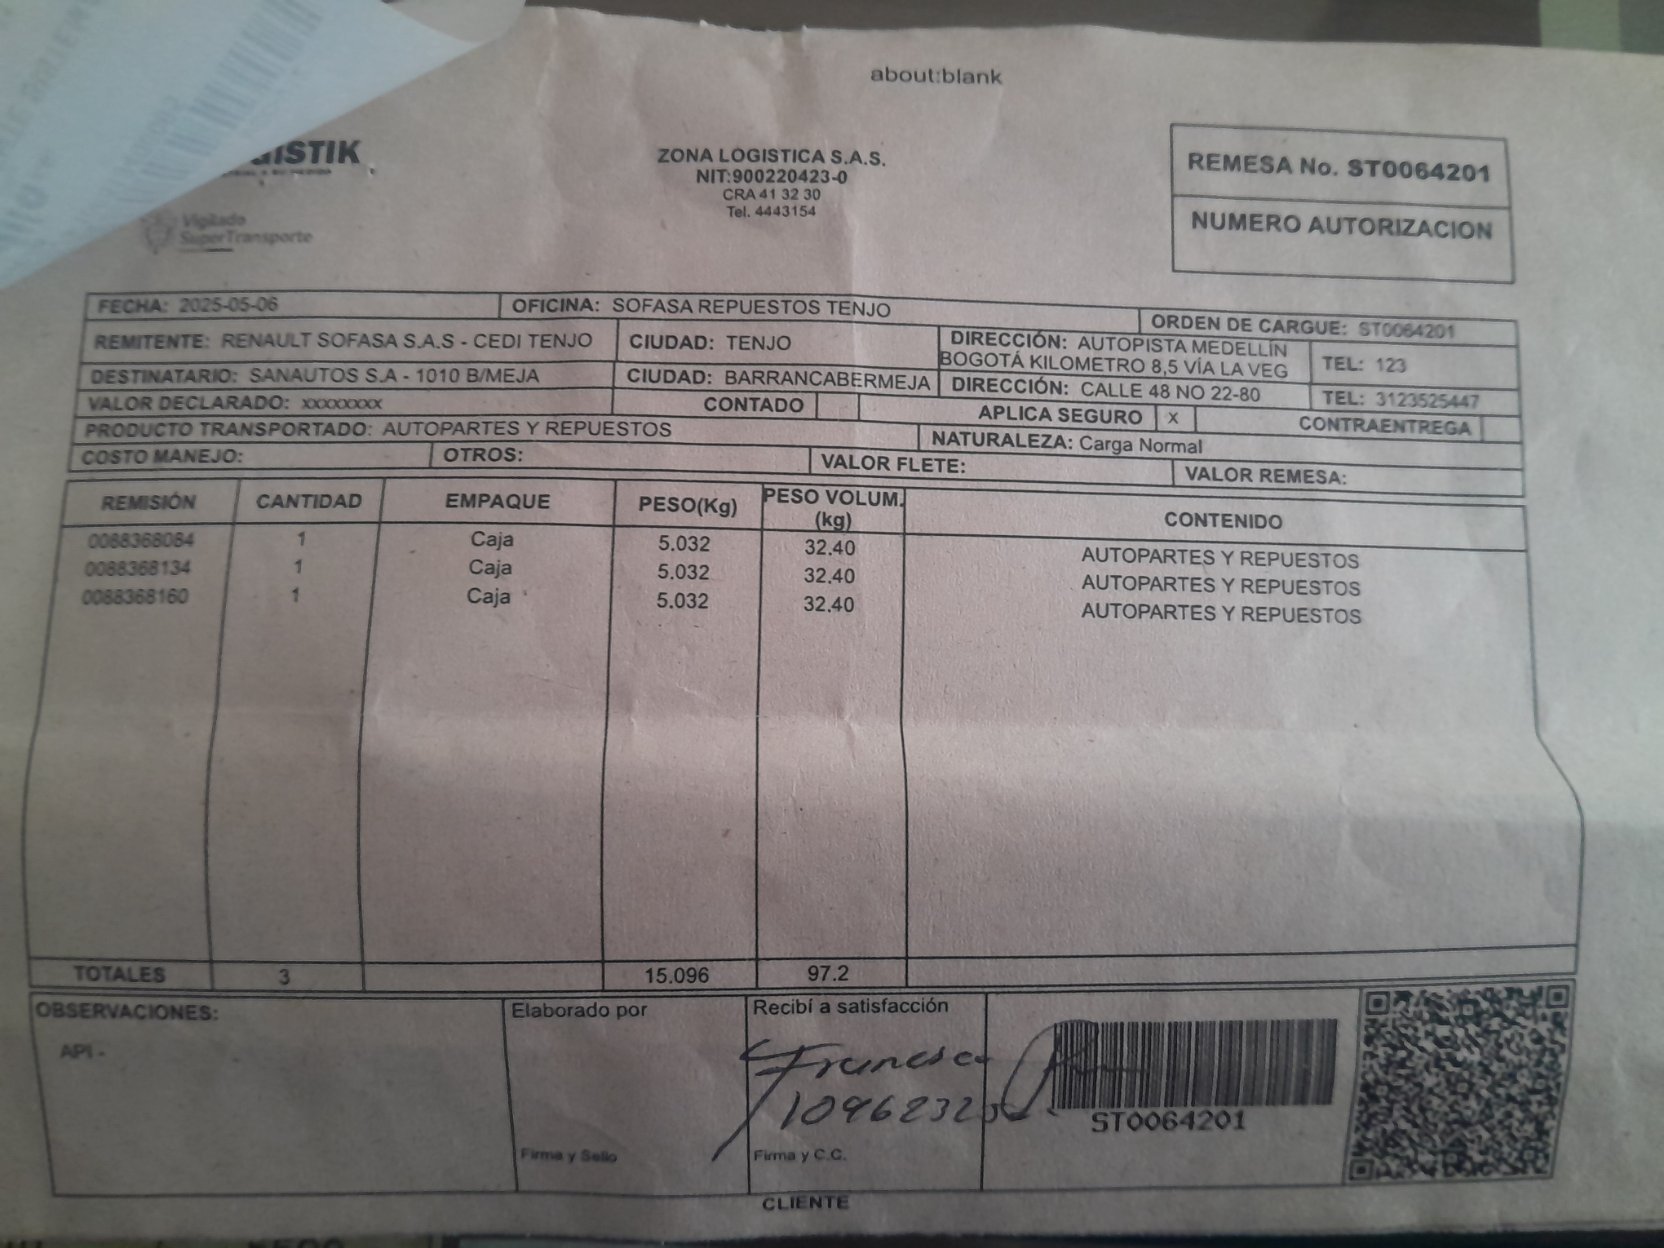 about:blank
GISTIK
Vigilado
SuperTransporte
ZONA LOGISTICA S.A.S.
NIT:900220423-0
CRA 41 32 30
Tel. 4443154
REMESA No. ST0064201
NUMERO AUTORIZACION
FECHA: 2025-05-06 OFICINA: SOFASA REPUESTOS TENJO ORDEN DE CARGUE: ST0064201
REMITENTE: RENAULT SOFASA S.A.S - CEDI TENJO CIUDAD: TENJO DIRECCIÓN: AUTOPISTA MEDELLÍN BOGOTÁ KILOMETRO 8,5 VÍA LA VEG TEL: 123
DESTINATARIO: SANAUTOS S.A - 1010 B/MEJA CIUDAD: BARRANCABERMEJA DIRECCIÓN: CALLE 48 NO 22-80 TEL: 3123525447
VALOR DECLARADO: xxxxxxxx CONTADO APLICA SEGURO x CONTRAENTREGA
PRODUCTO TRANSPORTADO: AUTOPARTES Y REPUESTOS NATURALEZA: Carga Normal
COSTO MANEJO: OTROS: VALOR FLETE: VALOR REMESA:
REMISIÓN CANTIDAD EMPAQUE PESO(Kg) PESO VOLUM. (kg) CONTENIDO
0088368084 1 Caja 5.032 32.40 AUTOPARTES Y REPUESTOS
0088368134 1 Caja 5.032 32.40 AUTOPARTES Y REPUESTOS
0088368160 1 Caja 5.032 32.40 AUTOPARTES Y REPUESTOS
TOTALES 3 15.096 97.2
OBSERVACIONES:
API -
Elaborado por
Firma y Sello
Recibí a satisfacción
Firma y C.C.
ST0064201
CLIENTE